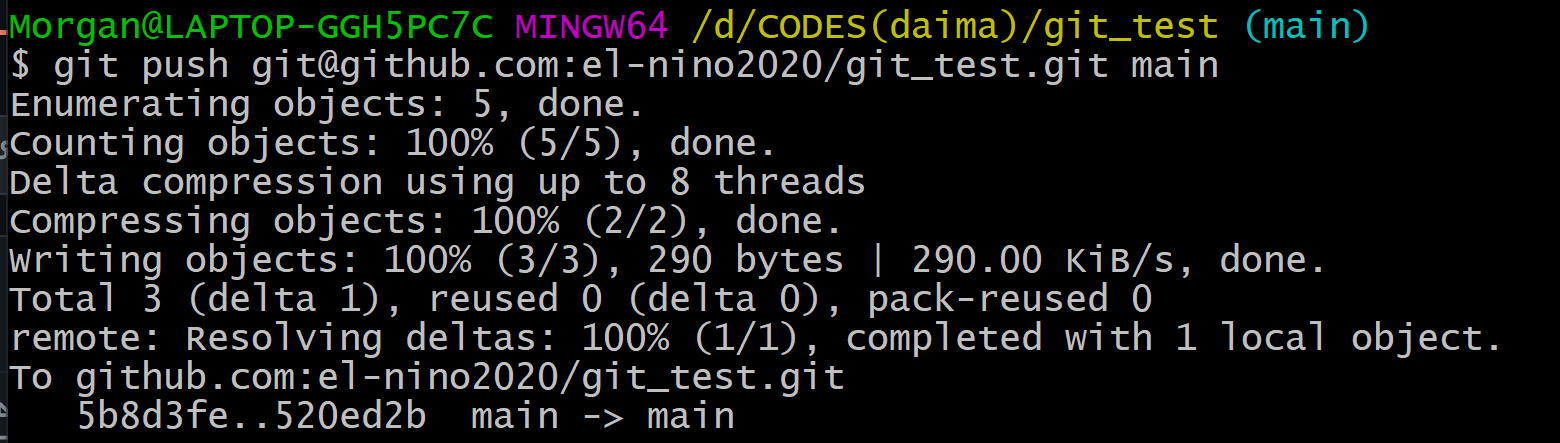 Morgan@LAPTOP-GGH5PC7C MINGW64 /d/CODES(daima)/git_test (main)
$ git push git@github.com:el-nino2020/git_test.git main
Enumerating objects: 5, done.
Counting objects: 100% (5/5), done.
Delta compression using up to 8 threads
Compressing objects: 100% (2/2), done.
Writing objects: 100% (3/3), 290 bytes | 290.00 KiB/s, done.
Total 3 (delta 1), reused 0 (delta 0), pack-reused 0
remote: Resolving deltas: 100% (1/1), completed with 1 local object.
To github.com:el-nino2020/git_test.git
   5b8d3fe..520ed2b  main -> main